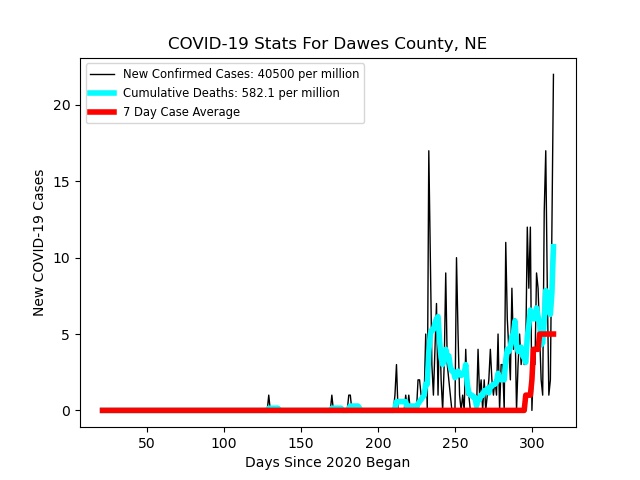 COVID-19 Stats For Dawes County, NE
New Confirmed Cases: 40500 per million
Cumulative Deaths: 582.1 per million
7 Day Case Average
20
15
10
5
0
New COVID-19 Cases
50
100
150
200
250
300
Days Since 2020 Began